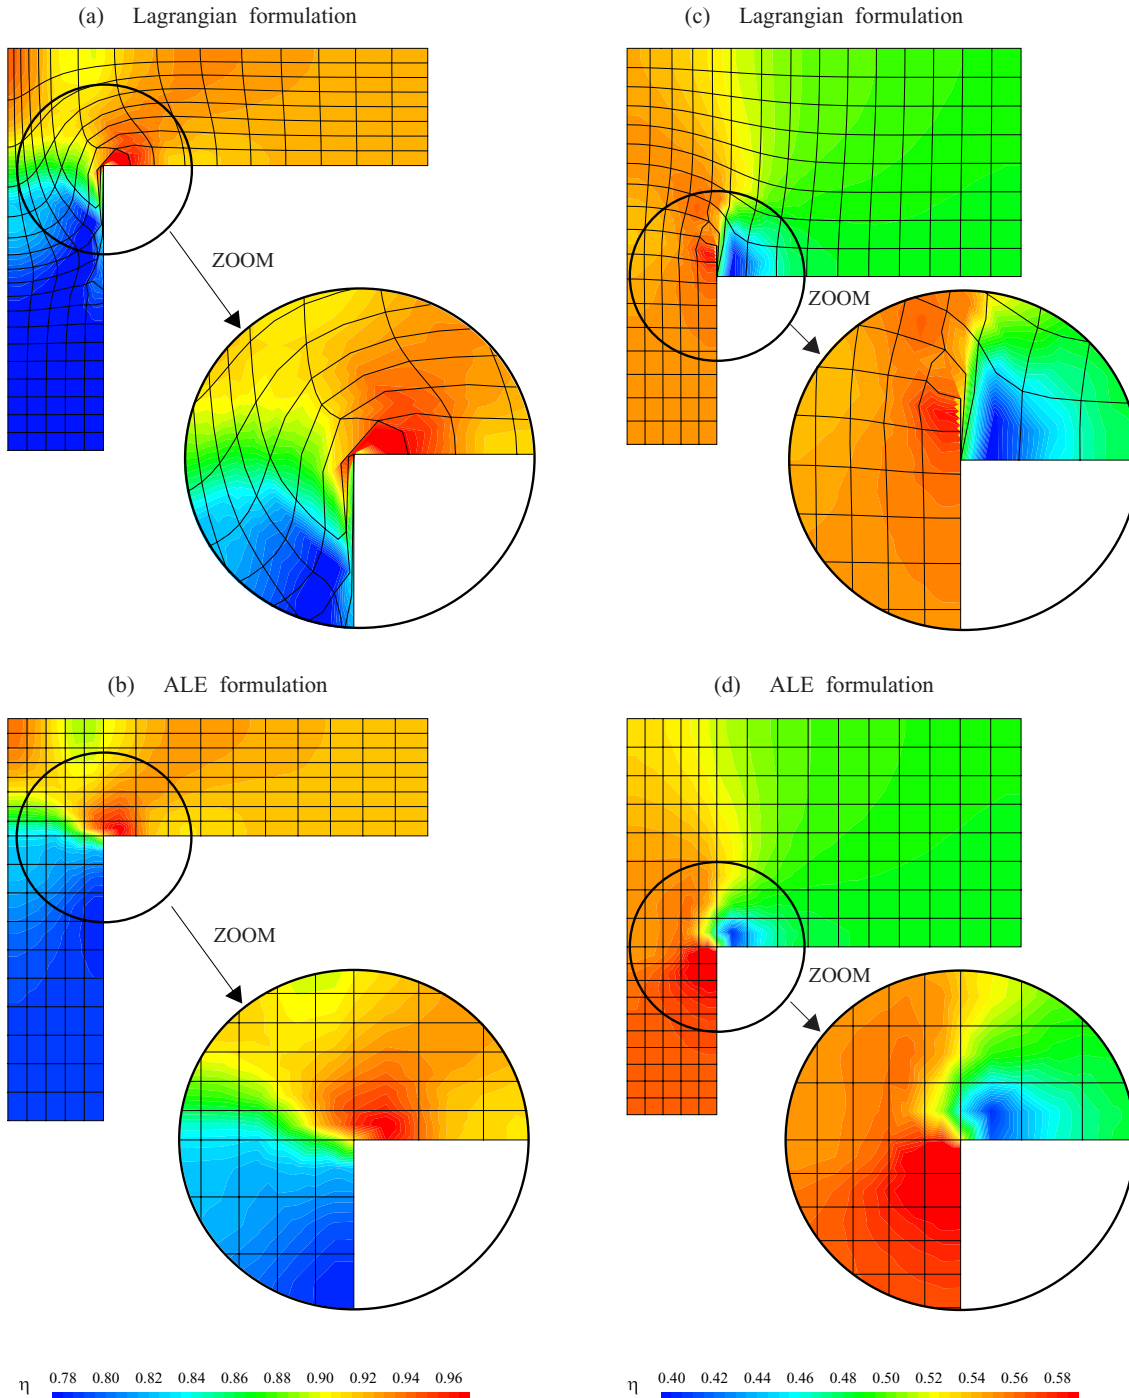 (a) Lagrangian formulation
(c) Lagrangian formulation
ZOOM
ZOOM
(b) ALE formulation
(d) ALE formulation
ZOOM
ZOOM
η 0.78 0.80 0.82 0.84 0.86 0.88 0.90 0.92 0.94 0.96
η 0.40 0.42 0.44 0.46 0.48 0.50 0.52 0.54 0.56 0.58